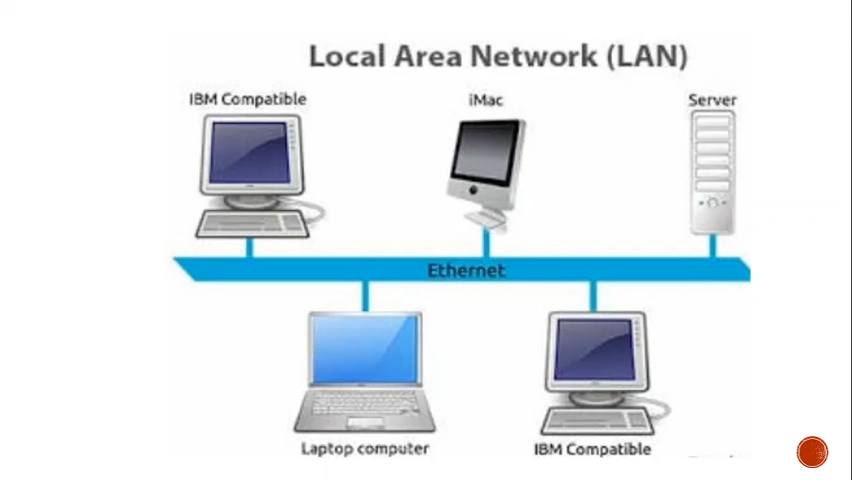 Local Area Network (LAN)
IBM Compatible
iMac
Server
Ethernet
Laptop computer
IBM Compatible